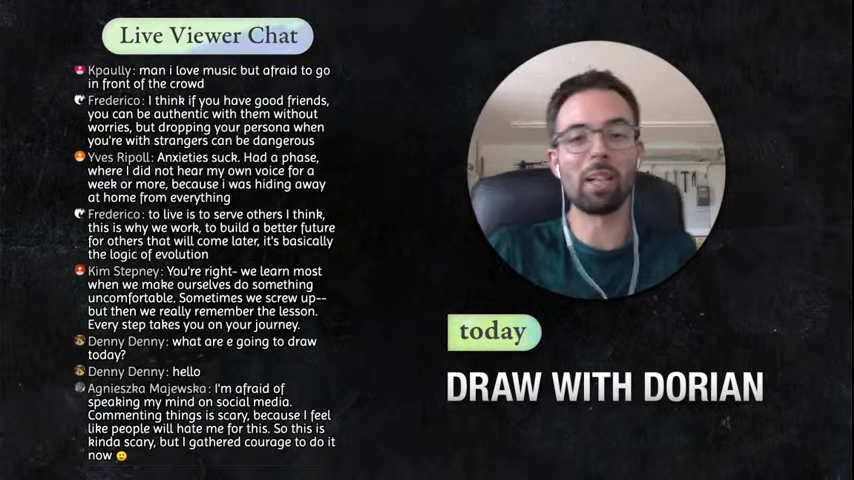 Live Viewer Chat
Kpaully: man i love music but afraid to go
in front of the crowd
Frederico: I think if you have good friends,
you can be authentic with them without
worries, but dropping your persona when
you're with strangers can be dangerous
Yves Ripoll: Anxieties suck. Had a phase,
where I did not hear my own voice for a
week or more, because i was hiding away
at home from everything
Frederico: to live is to serve others I think,
this is why we work, to build a better future
for others that will come later, it's basically
the logic of evolution
Kim Stepney: You're right- we learn most
when we make ourselves do something
uncomfortable. Sometimes we screw up--
but then we really remember the lesson.
Every step takes you on your journey.
Denny Denny: what are e going to draw
today?
Denny Denny: hello
Agnieszka Majewska: I'm afraid of
speaking my mind on social media.
Commenting things is scary, because I feel
like people will hate me for this. So this is
kinda scary, but I gathered courage to do it
now 🙂
today
DRAW WITH DORIAN